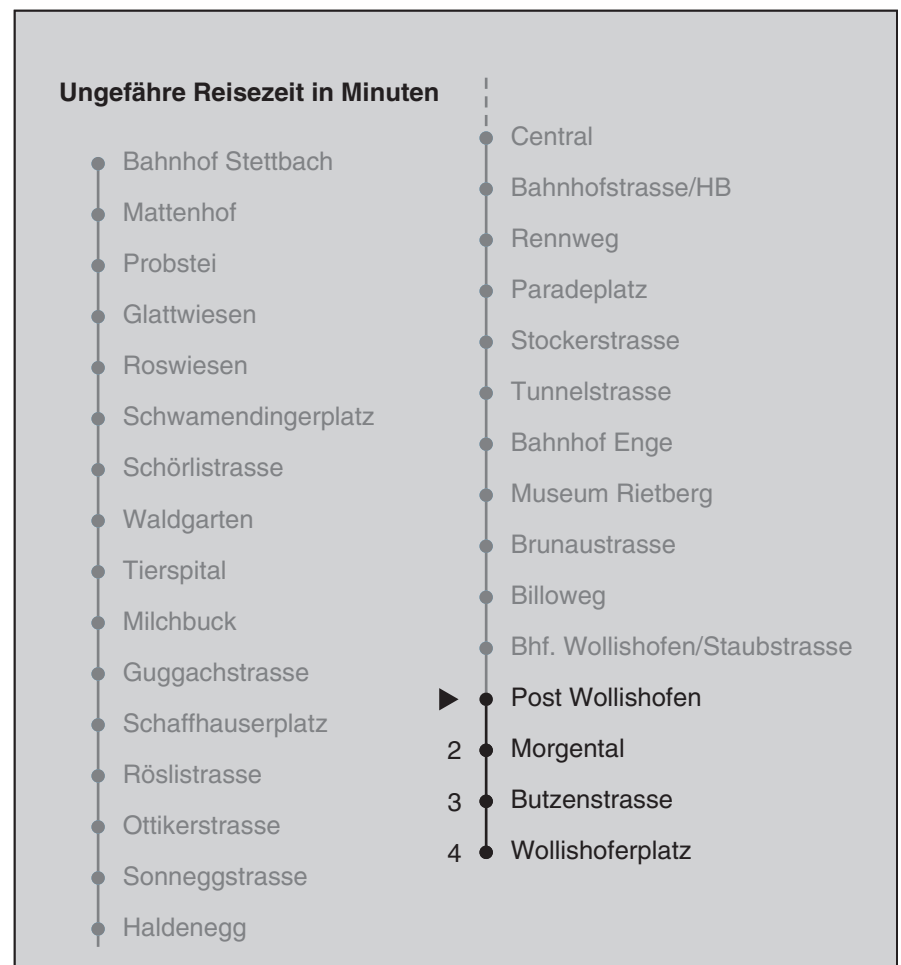 Ungefähre Reisezeit in Minuten
Bahnhof Stettbach
Mattenhof
Probstei
Glattwiesen
Roswiesen
Schwamendingerplatz
Schörlistrasse
Waldgarten
Tierspital
Milchbuck
Guggachstrasse
Schaffhauserplatz
Röslistrasse
Ottikerstrasse
Sonneggstrasse
Haldenegg
Central
Bahnhofstrasse/HB
Rennweg
Paradeplatz
Stockerstrasse
Tunnelstrasse
Bahnhof Enge
Museum Rietberg
Brunaustrasse
Billoweg
Bhf. Wollishofen/Staubstrasse
Post Wollishofen
2 Morgental
3 Butzenstrasse
4 Wollishoferplatz